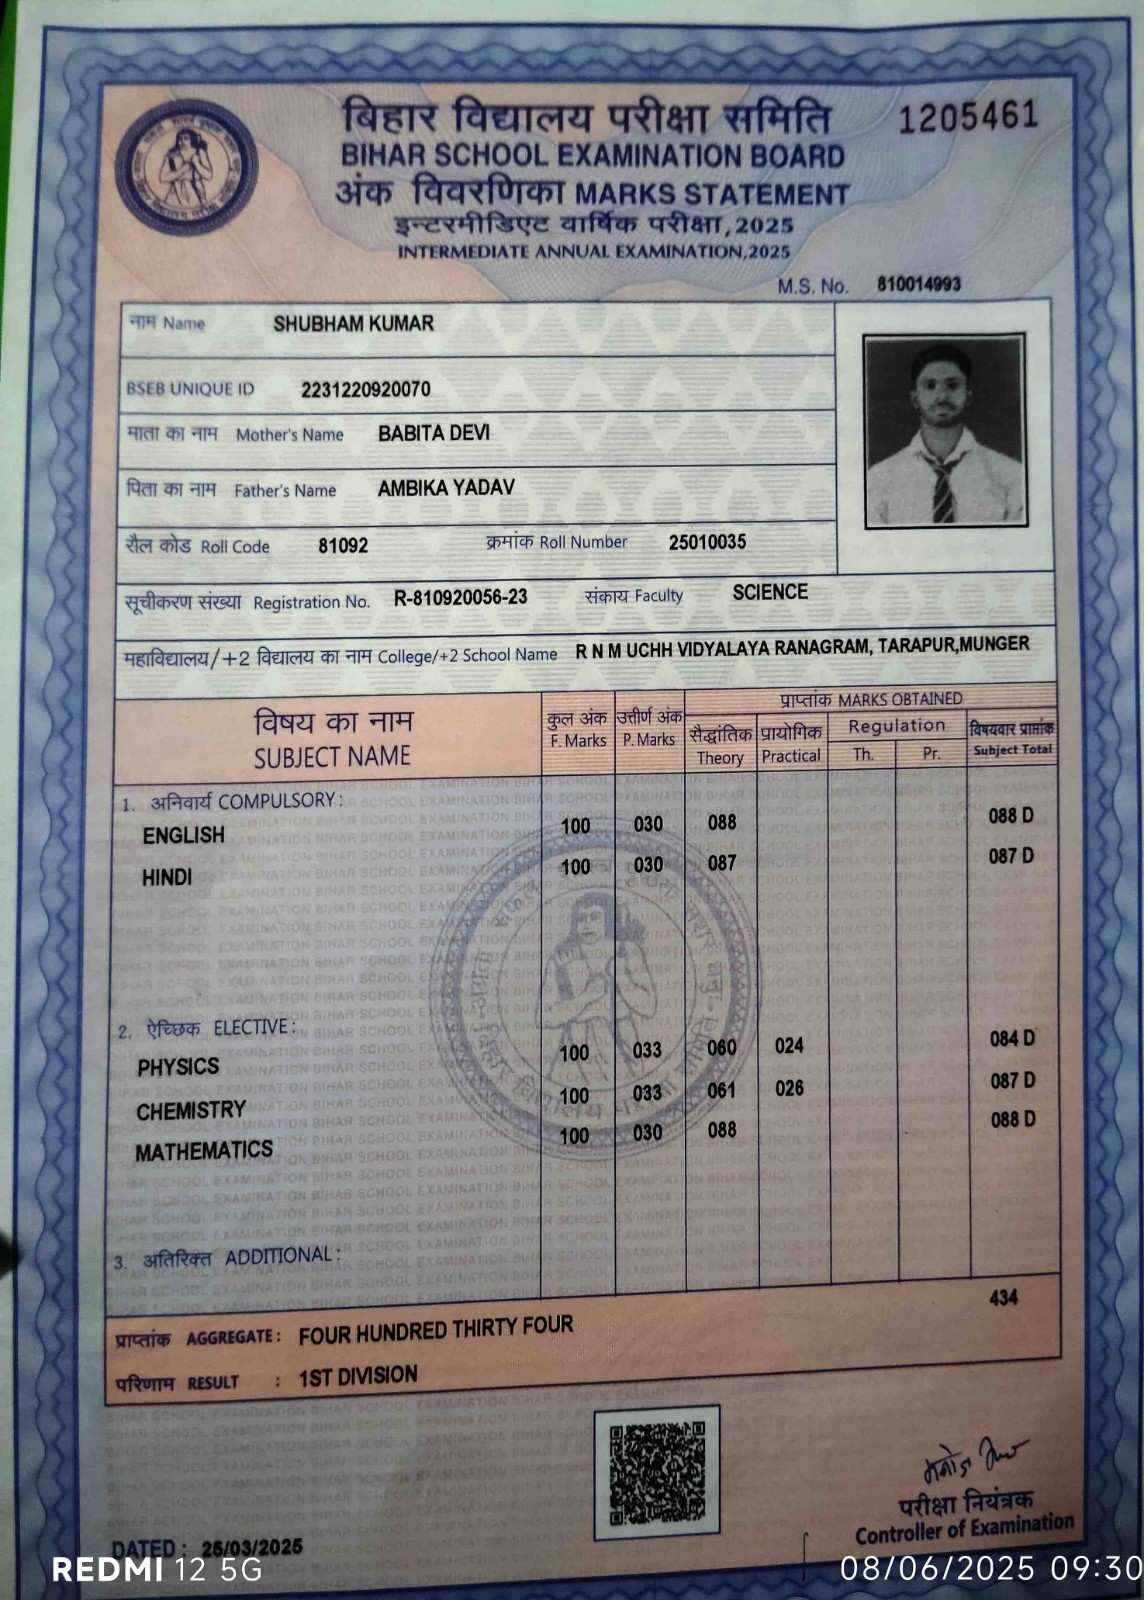 बिहार विद्यालय परीक्षा समिति 1205461
BIHAR SCHOOL EXAMINATION BOARD
अंक विवरणिका MARKS STATEMENT
इन्टरमीडिएट वार्षिक परीक्षा, 2025
INTERMEDIATE ANNUAL EXAMINATION,2025
M.S. No. 810014993
नाम Name SHUBHAM KUMAR
BSEB UNIQUE ID 2231220920070
माता का नाम Mother's Name BABITA DEVI
पिता का नाम Father's Name AMBIKA YADAV
रौल कोड Roll Code 81092 क्रमांक Roll Number 25010035
सूचीकरण संख्या Registration No. R-810920056-23 संकाय Faculty SCIENCE
महाविद्यालय/+2 विद्यालय का नाम College/+2 School Name R N M UCHH VIDYALAYA RANAGRAM, TARAPUR,MUNGER
विषय का नाम कुल अंक उत्तीर्ण अंक प्राप्तांक MARKS OBTAINED
SUBJECT NAME F. Marks P. Marks सैद्धांतिक प्रायोगिक Regulation विषयवार प्राप्तांक
Theory Practical Th. Pr. Subject Total
1. अनिवार्य COMPULSORY:
ENGLISH 100 030 088 088 D
HINDI 100 030 087 087 D
2. ऐच्छिक ELECTIVE:
PHYSICS 100 033 060 024 084 D
CHEMISTRY 100 033 061 026 087 D
MATHEMATICS 100 030 088 088 D
3. अतिरिक्त ADDITIONAL:
434
प्राप्तांक AGGREGATE: FOUR HUNDRED THIRTY FOUR
परिणाम RESULT : 1ST DIVISION
परीक्षा नियंत्रक
Controller of Examination
DATED : 25/03/2025
REDMI 12 5G 08/06/2025 09:30